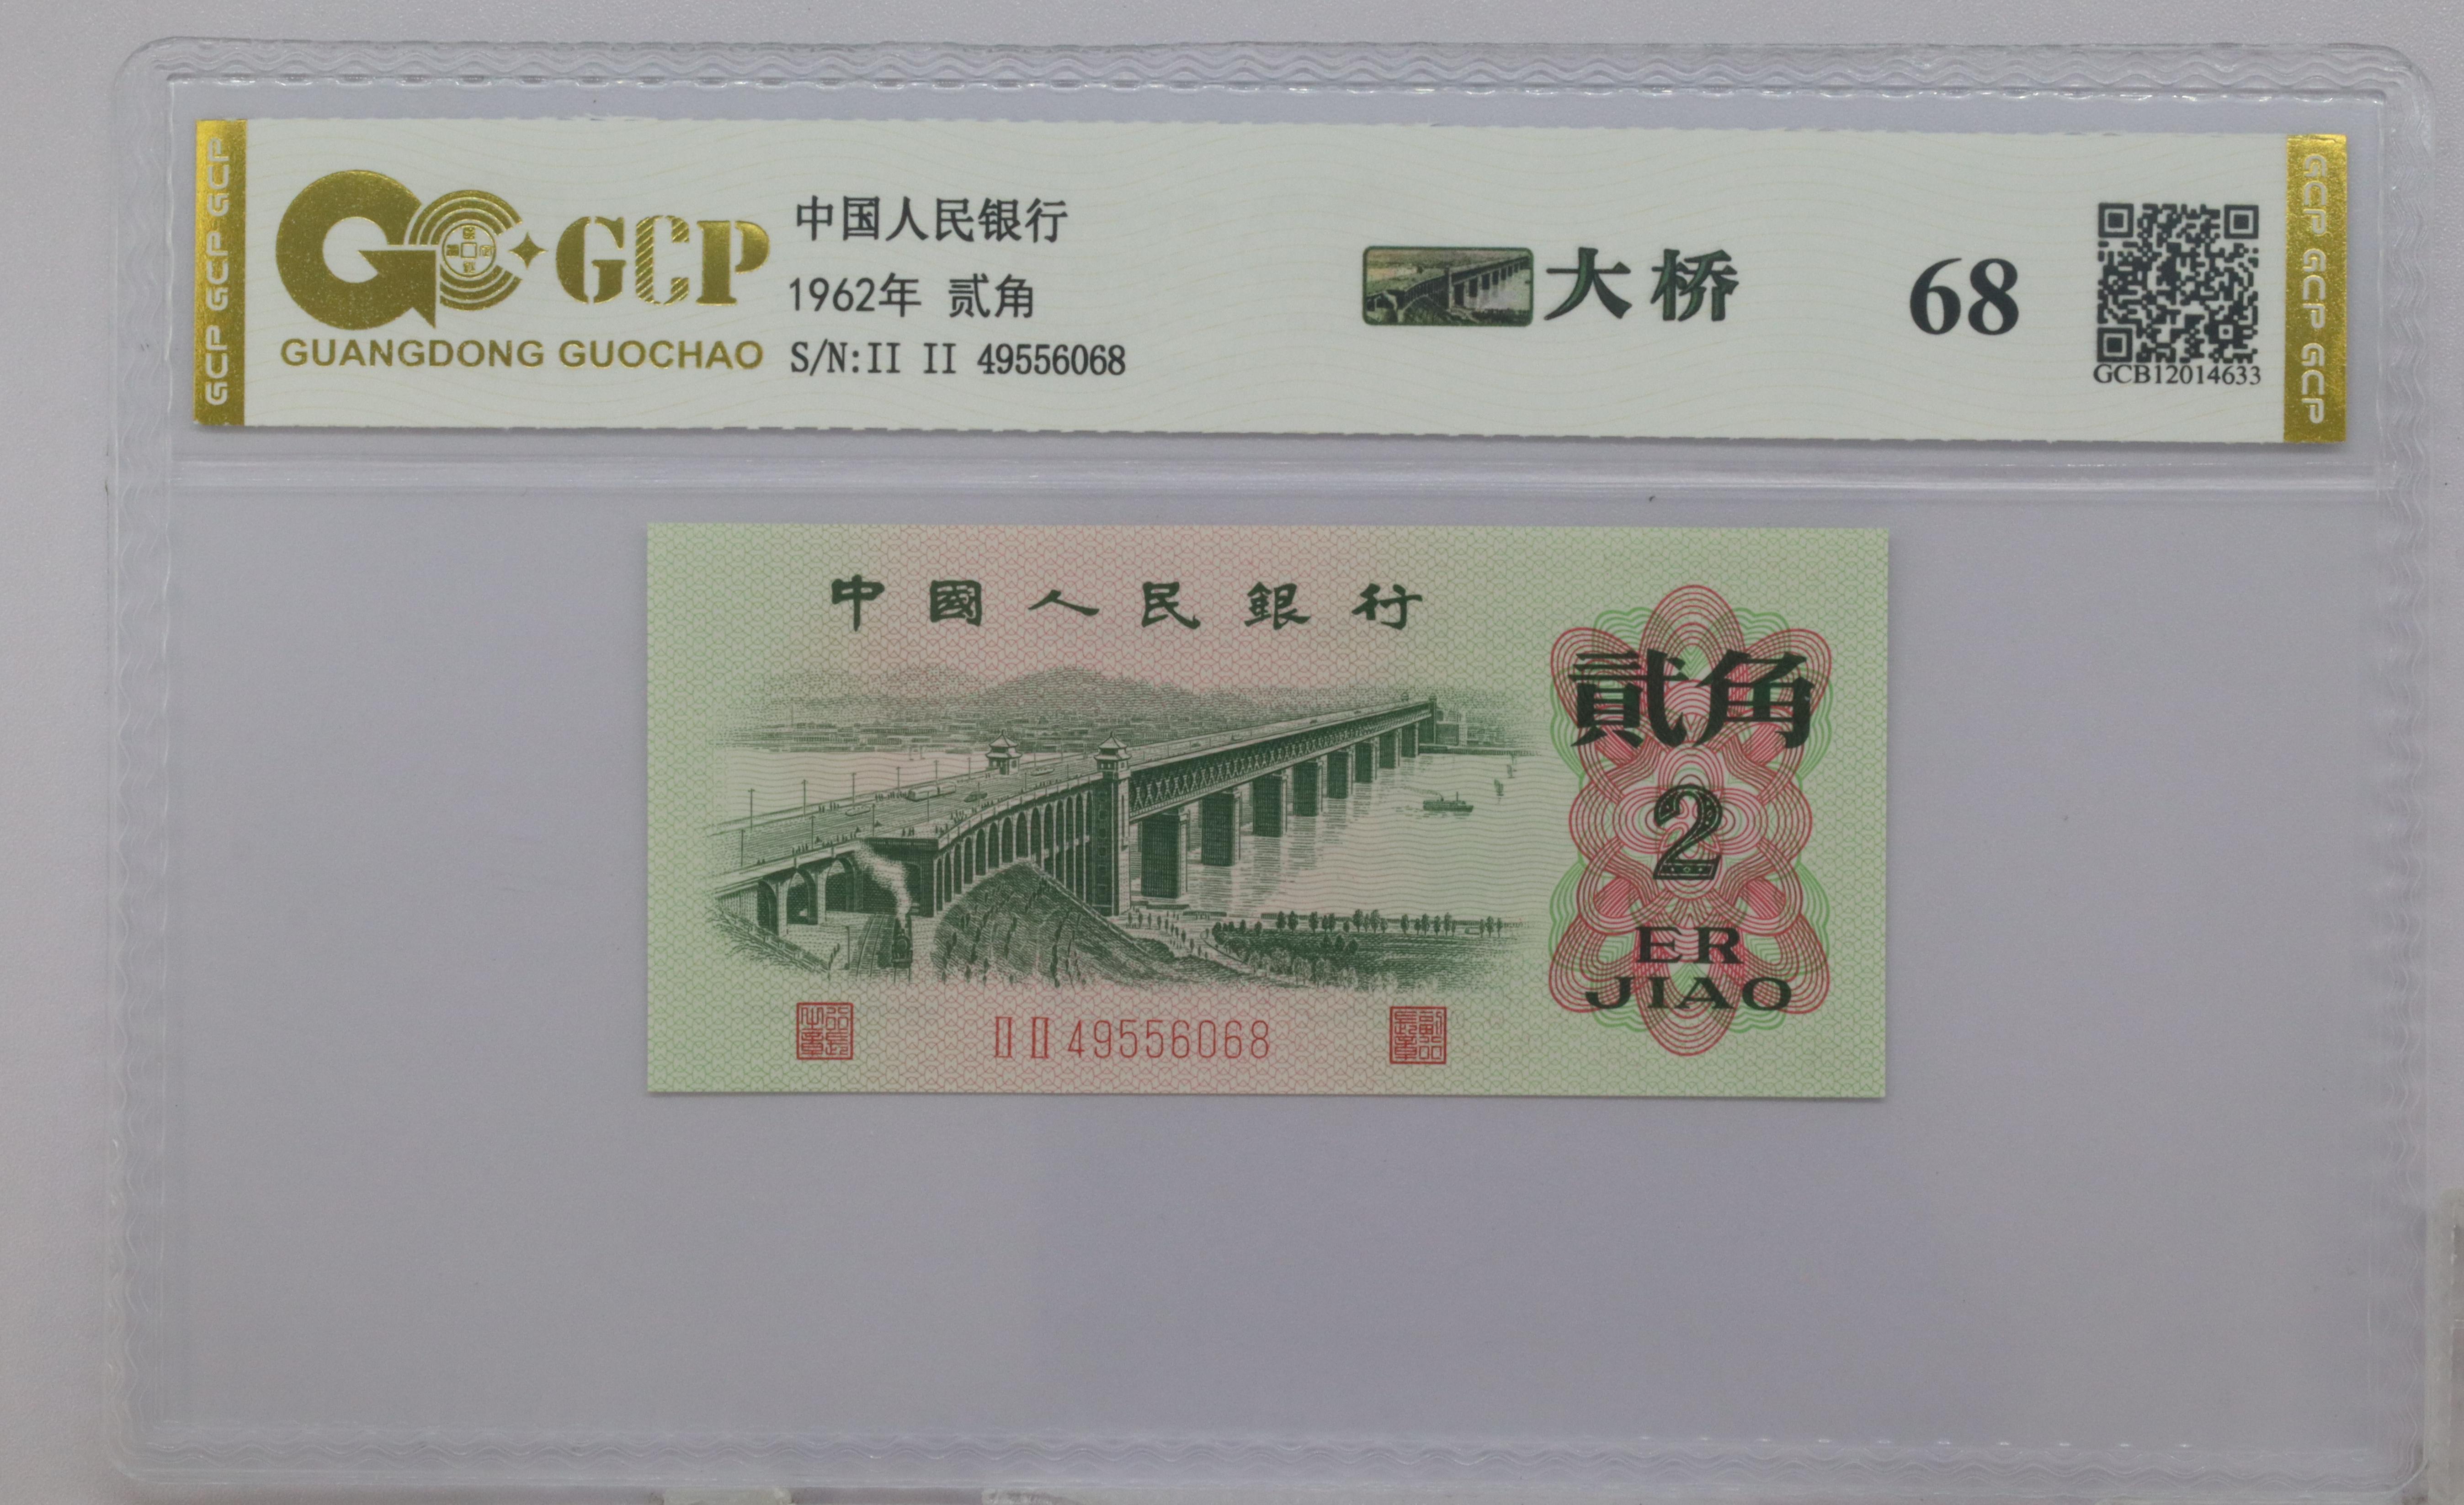 GCP GCP GCP
GCP
GUANGDONG GUOCHAO
中国人民银行
1962年 贰角
S/N:II II 49556068
大桥
68
GCB12014633
GCP GCP GCP
中國人民銀行
貳角
2
ER
JIAO
II II 49556068